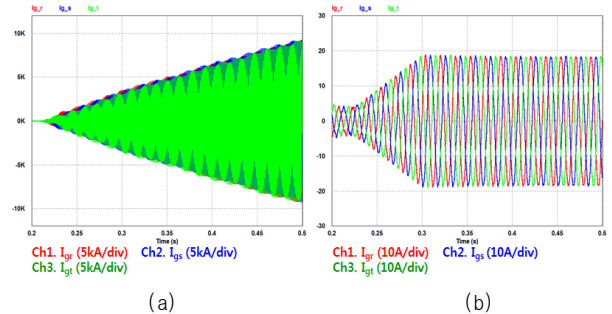 Ig_r Ig_s Ig_t
10K
5K
0K
-5K
-10K
0.2 0.25 0.3 0.35 0.4 0.45 0.5
Time (s)
Ch1. Igr (5kA/div) Ch2. Igs (5kA/div)
Ch3. Igt (5kA/div)
(a)
Ig_r Ig_s Ig_t
30
20
10
0
-10
-20
-30
0.2 0.25 0.3 0.35 0.4 0.45 0.5
Time (s)
Ch1. Igr (10A/div) Ch2. Igs (10A/div)
Ch3. Igt (10A/div)
(b)